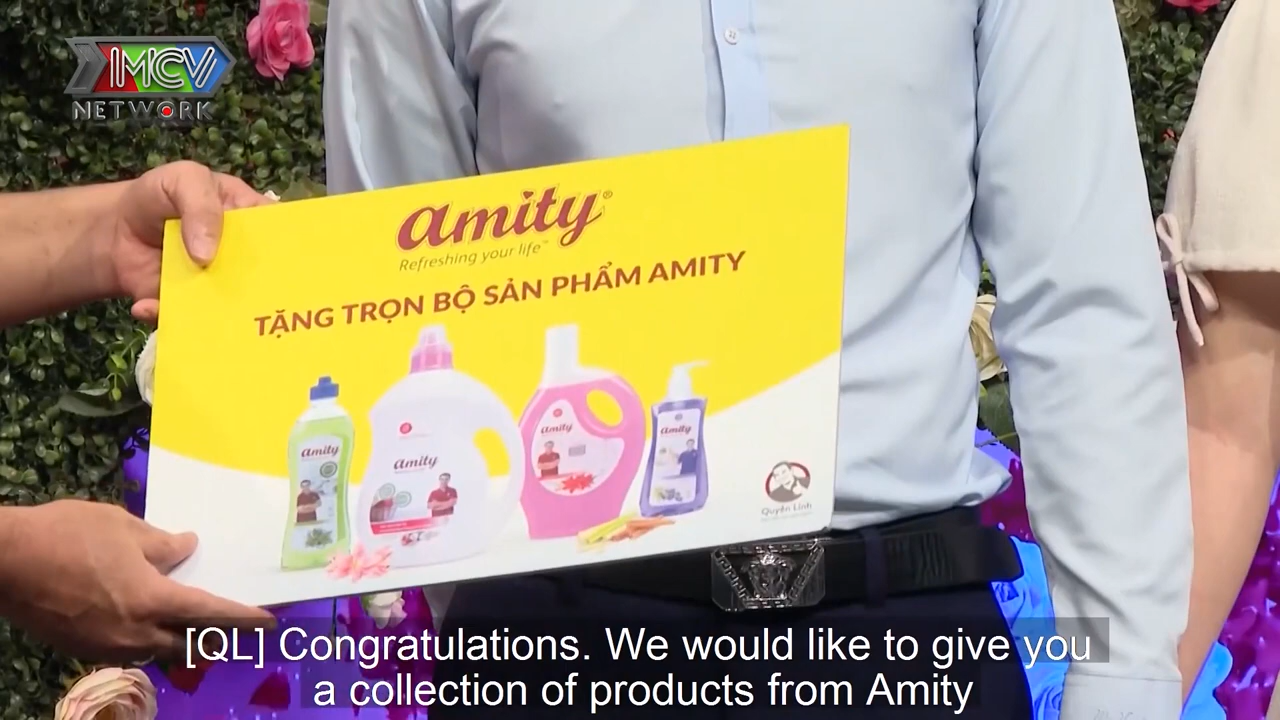 MCV
NETWORK
amity®
Refreshing your life™
TẶNG TRỌN BỘ SẢN PHẨM AMITY
amity
amity
amity
amity
Quyền Linh
[QL] Congratulations. We would like to give you
a collection of products from Amity